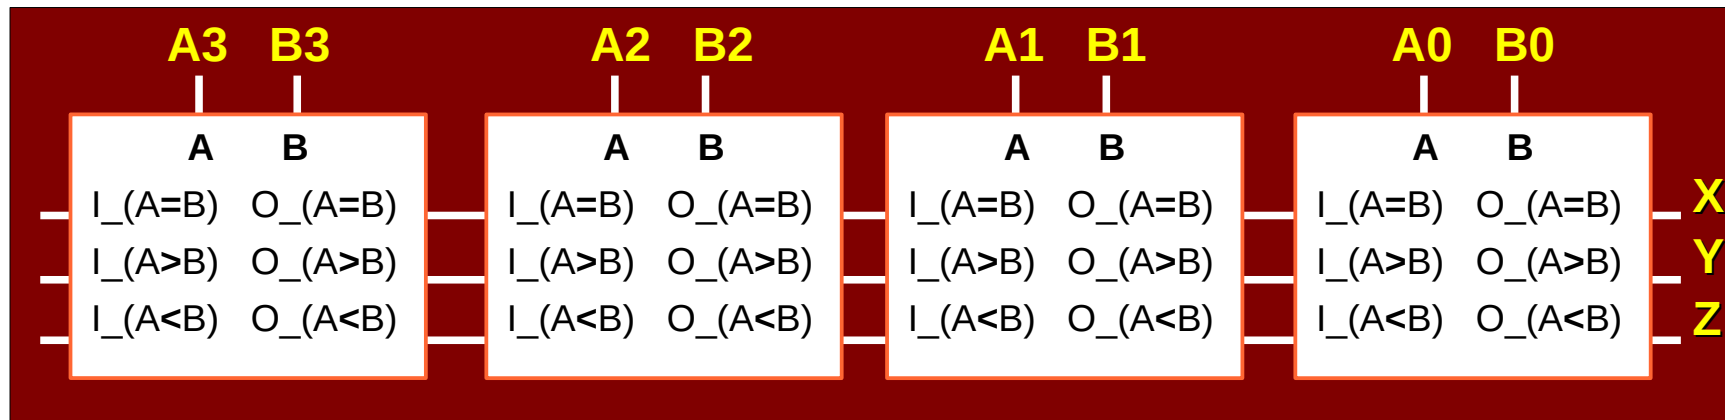 A3 B3 A2 B2 A1 B1 A0 B0
A B A B A B A B
I_(A=B) O_(A=B) I_(A=B) O_(A=B) I_(A=B) O_(A=B) I_(A=B) O_(A=B) X
I_(A>B) O_(A>B) I_(A>B) O_(A>B) I_(A>B) O_(A>B) I_(A>B) O_(A>B) Y
I_(A<B) O_(A<B) I_(A<B) O_(A<B) I_(A<B) O_(A<B) I_(A<B) O_(A<B) Z